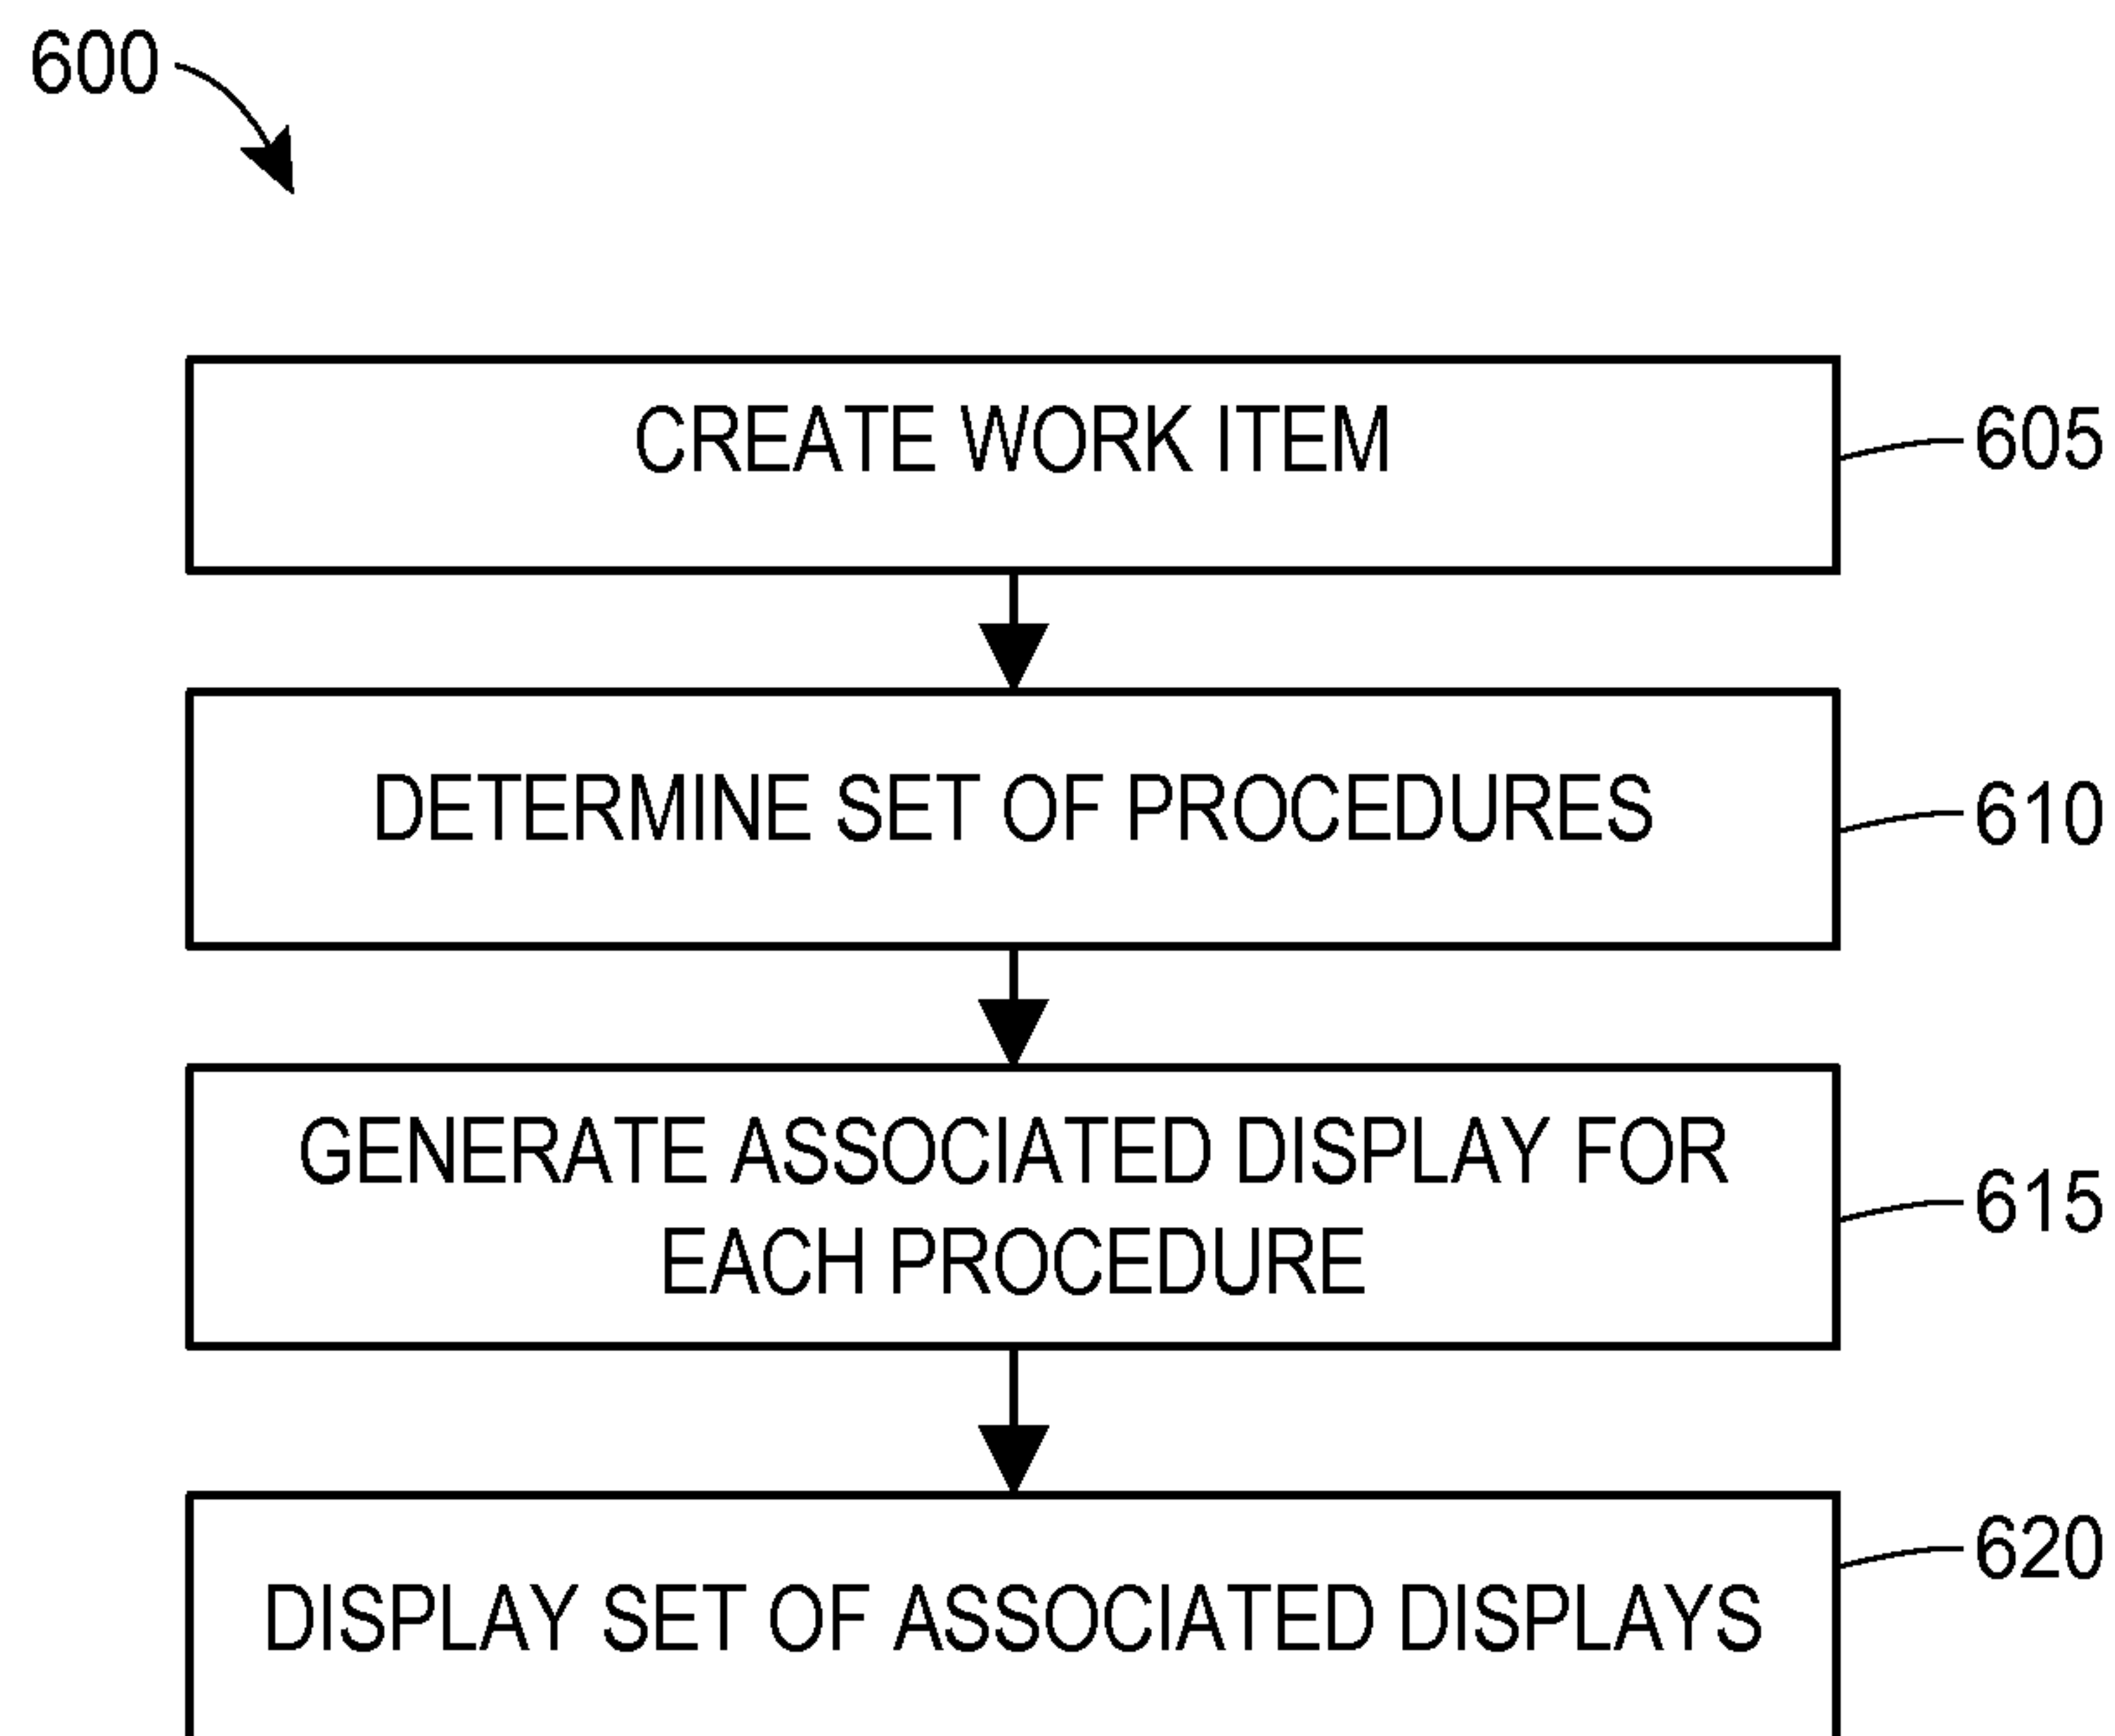 600
CREATE WORK ITEM
605
DETERMINE SET OF PROCEDURES
610
GENERATE ASSOCIATED DISPLAY FOR
EACH PROCEDURE
615
620
DISPLAY SET OF ASSOCIATED DISPLAYS